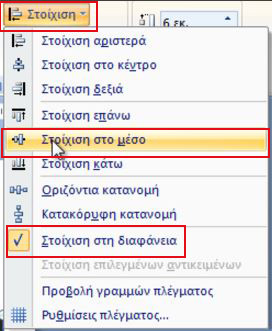 Στοίχιση
6 εκ.
Στοίχιση αριστερά
Στοίχιση στο κέντρο
Στοίχιση δεξιά
Στοίχιση επάνω
Στοίχιση στο μέσο
Στοίχιση κάτω
Οριζόντια κατανομή
Κατακόρυφη κατανομή
Στοίχιση στη διαφάνεια
Στοίχιση επιλεγμένων αντικειμένων
Προβολή γραμμών πλέγματος
Ρυθμίσεις πλέγματος...